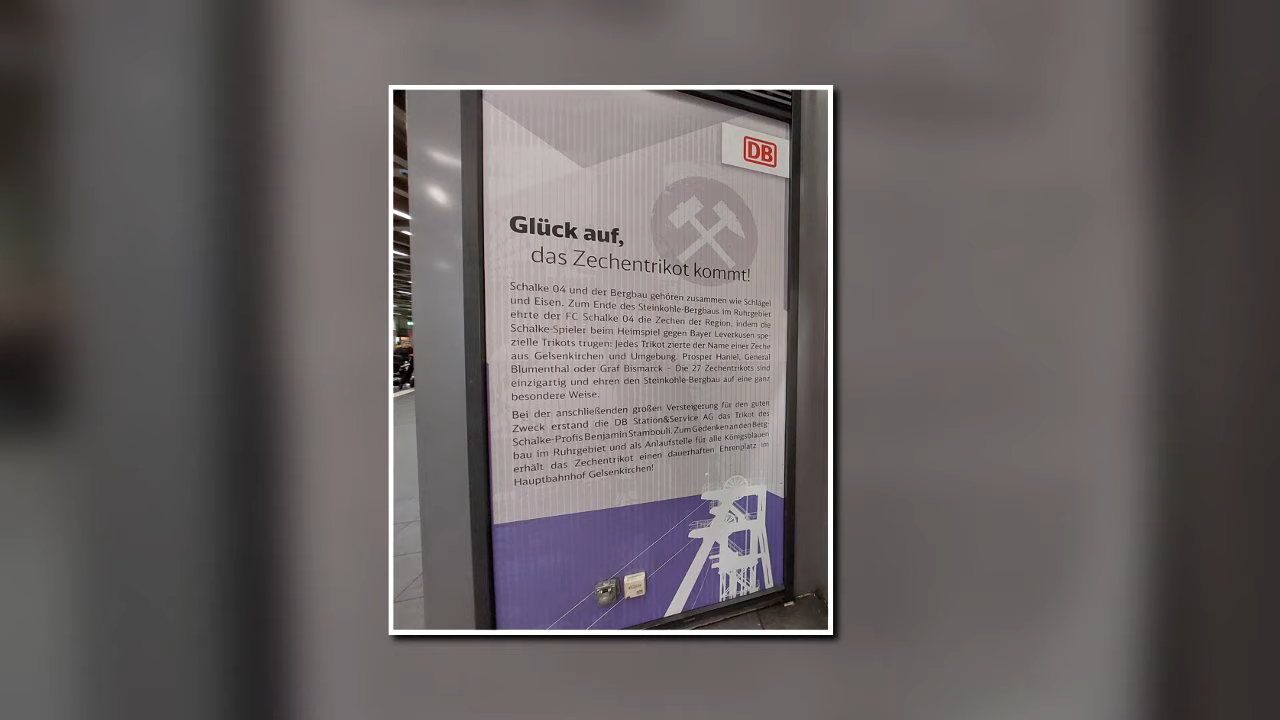 DB
Glück auf,
das Zechentrikot kommt!
Schalke 04 und der Bergbau gehören zusammen wie Schlägel
und Eisen. Zum Ende des Steinkohle-Bergbaus im Ruhrgebiet
ehrte der FC Schalke 04 die Zechen der Region, indem die
Schalke-Spieler beim Heimspiel gegen Bayer Leverkusen spe-
zielle Trikots trugen: Jedes Trikot zierte der Name einer Zeche
aus Gelsenkirchen und Umgebung. Prosper Haniel, General
Blumenthal oder Graf Bismarck – Die 27 Zechentrikots sind
einzigartig und ehren den Steinkohle-Bergbau auf eine ganz
besondere Weise.
Bei der anschließenden großen Versteigerung für den guten
Zweck erstand die DB Station&Service AG das Trikot des
Schalke-Profis Benjamin Stambouli. Zum Gedenken an den Berg-
bau im Ruhrgebiet und als Anlaufstelle für alle Königsblauen
erhält das Zechentrikot einen dauerhaften Ehrenplatz im
Hauptbahnhof Gelsenkirchen!